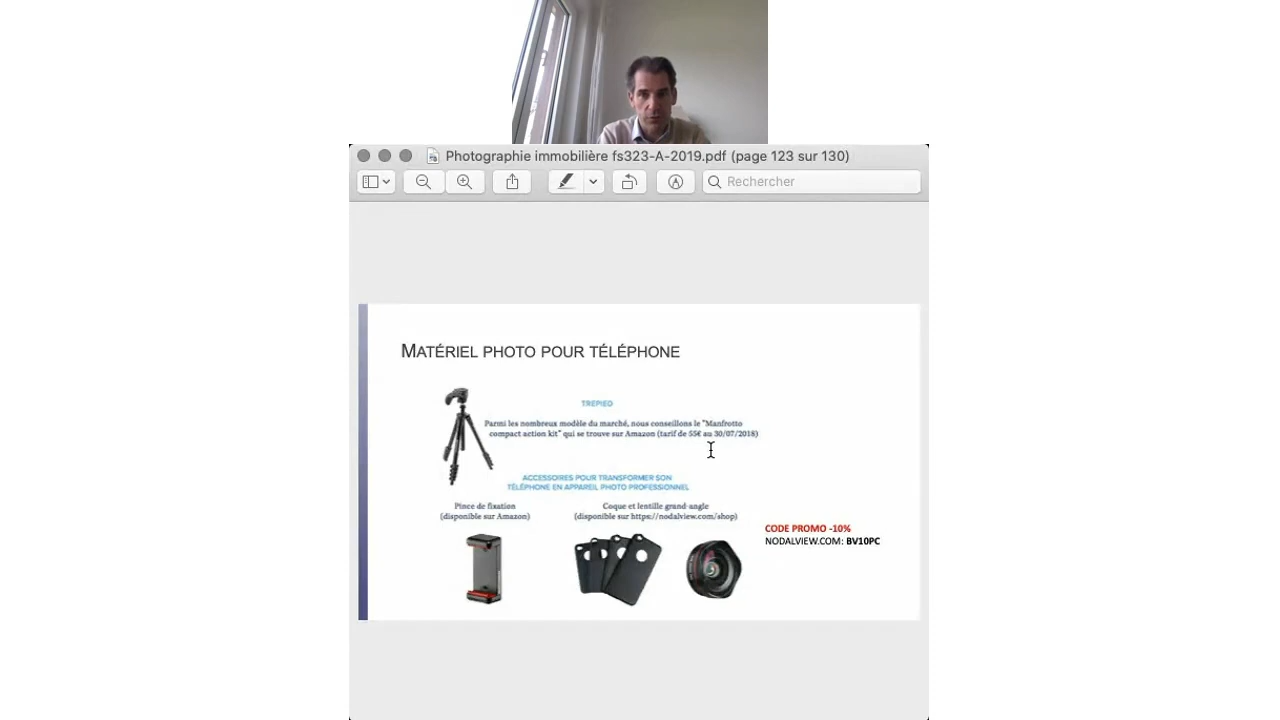 Photographie immobilière fs323-A-2019.pdf (page 123 sur 130)
Rechercher
MATÉRIEL PHOTO POUR TÉLÉPHONE
TREPIED
Parmi les nombreux modèle du marché, nous conseillons le "Manfrotto
compact action kit" qui se trouve sur Amazon (tarif de 55€ au 30/07/2018)
ACCESSOIRES POUR TRANSFORMER SON
TÉLÉPHONE EN APPAREIL PHOTO PROFESSIONNEL
Pince de fixation
(disponible sur Amazon)
Coque et lentille grand-angle
(disponible sur https://nodalview.com/shop)
CODE PROMO -10%
NODALVIEW.COM: BV10PC